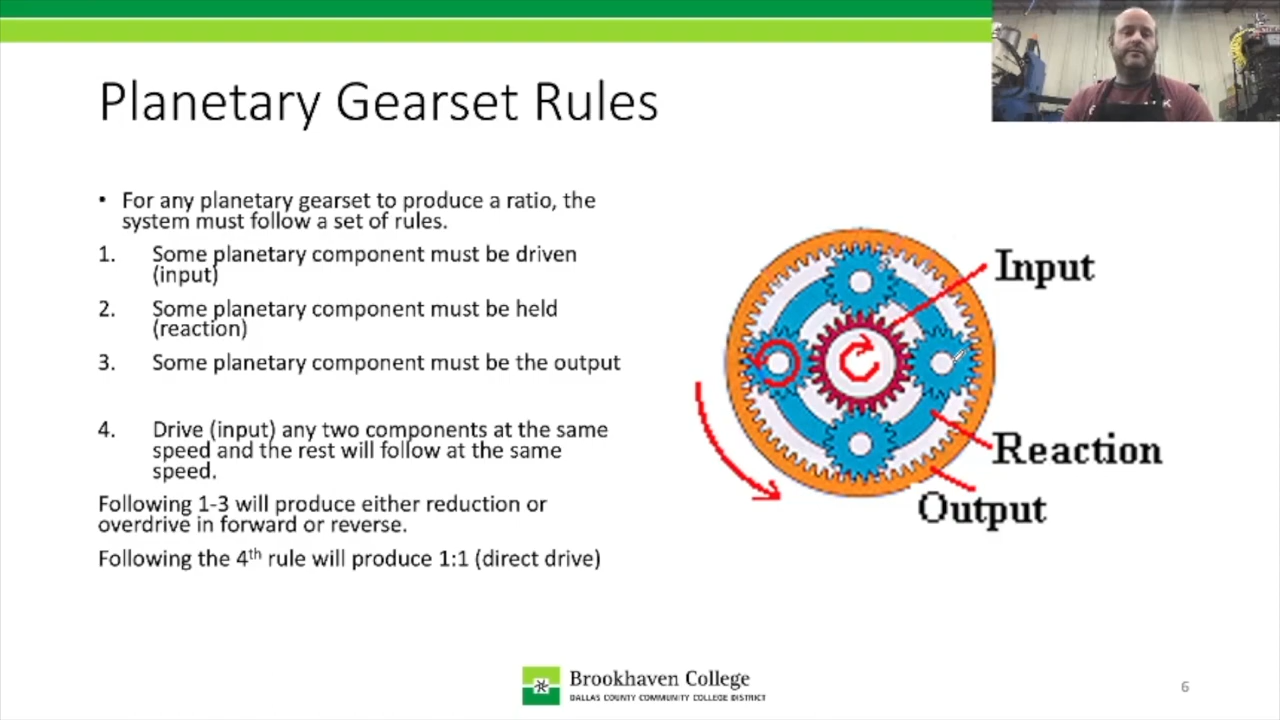 Planetary Gearset Rules
• For any planetary gearset to produce a ratio, the
system must follow a set of rules.
1. Some planetary component must be driven
(input)
2. Some planetary component must be held
(reaction)
3. Some planetary component must be the output
4. Drive (input) any two components at the same
speed and the rest will follow at the same
speed.
Following 1-3 will produce either reduction or
overdrive in forward or reverse.
Following the 4th rule will produce 1:1 (direct drive)
Input
Reaction
Output
Brookhaven College
DALLAS COUNTY COMMUNITY COLLEGE DISTRICT
6